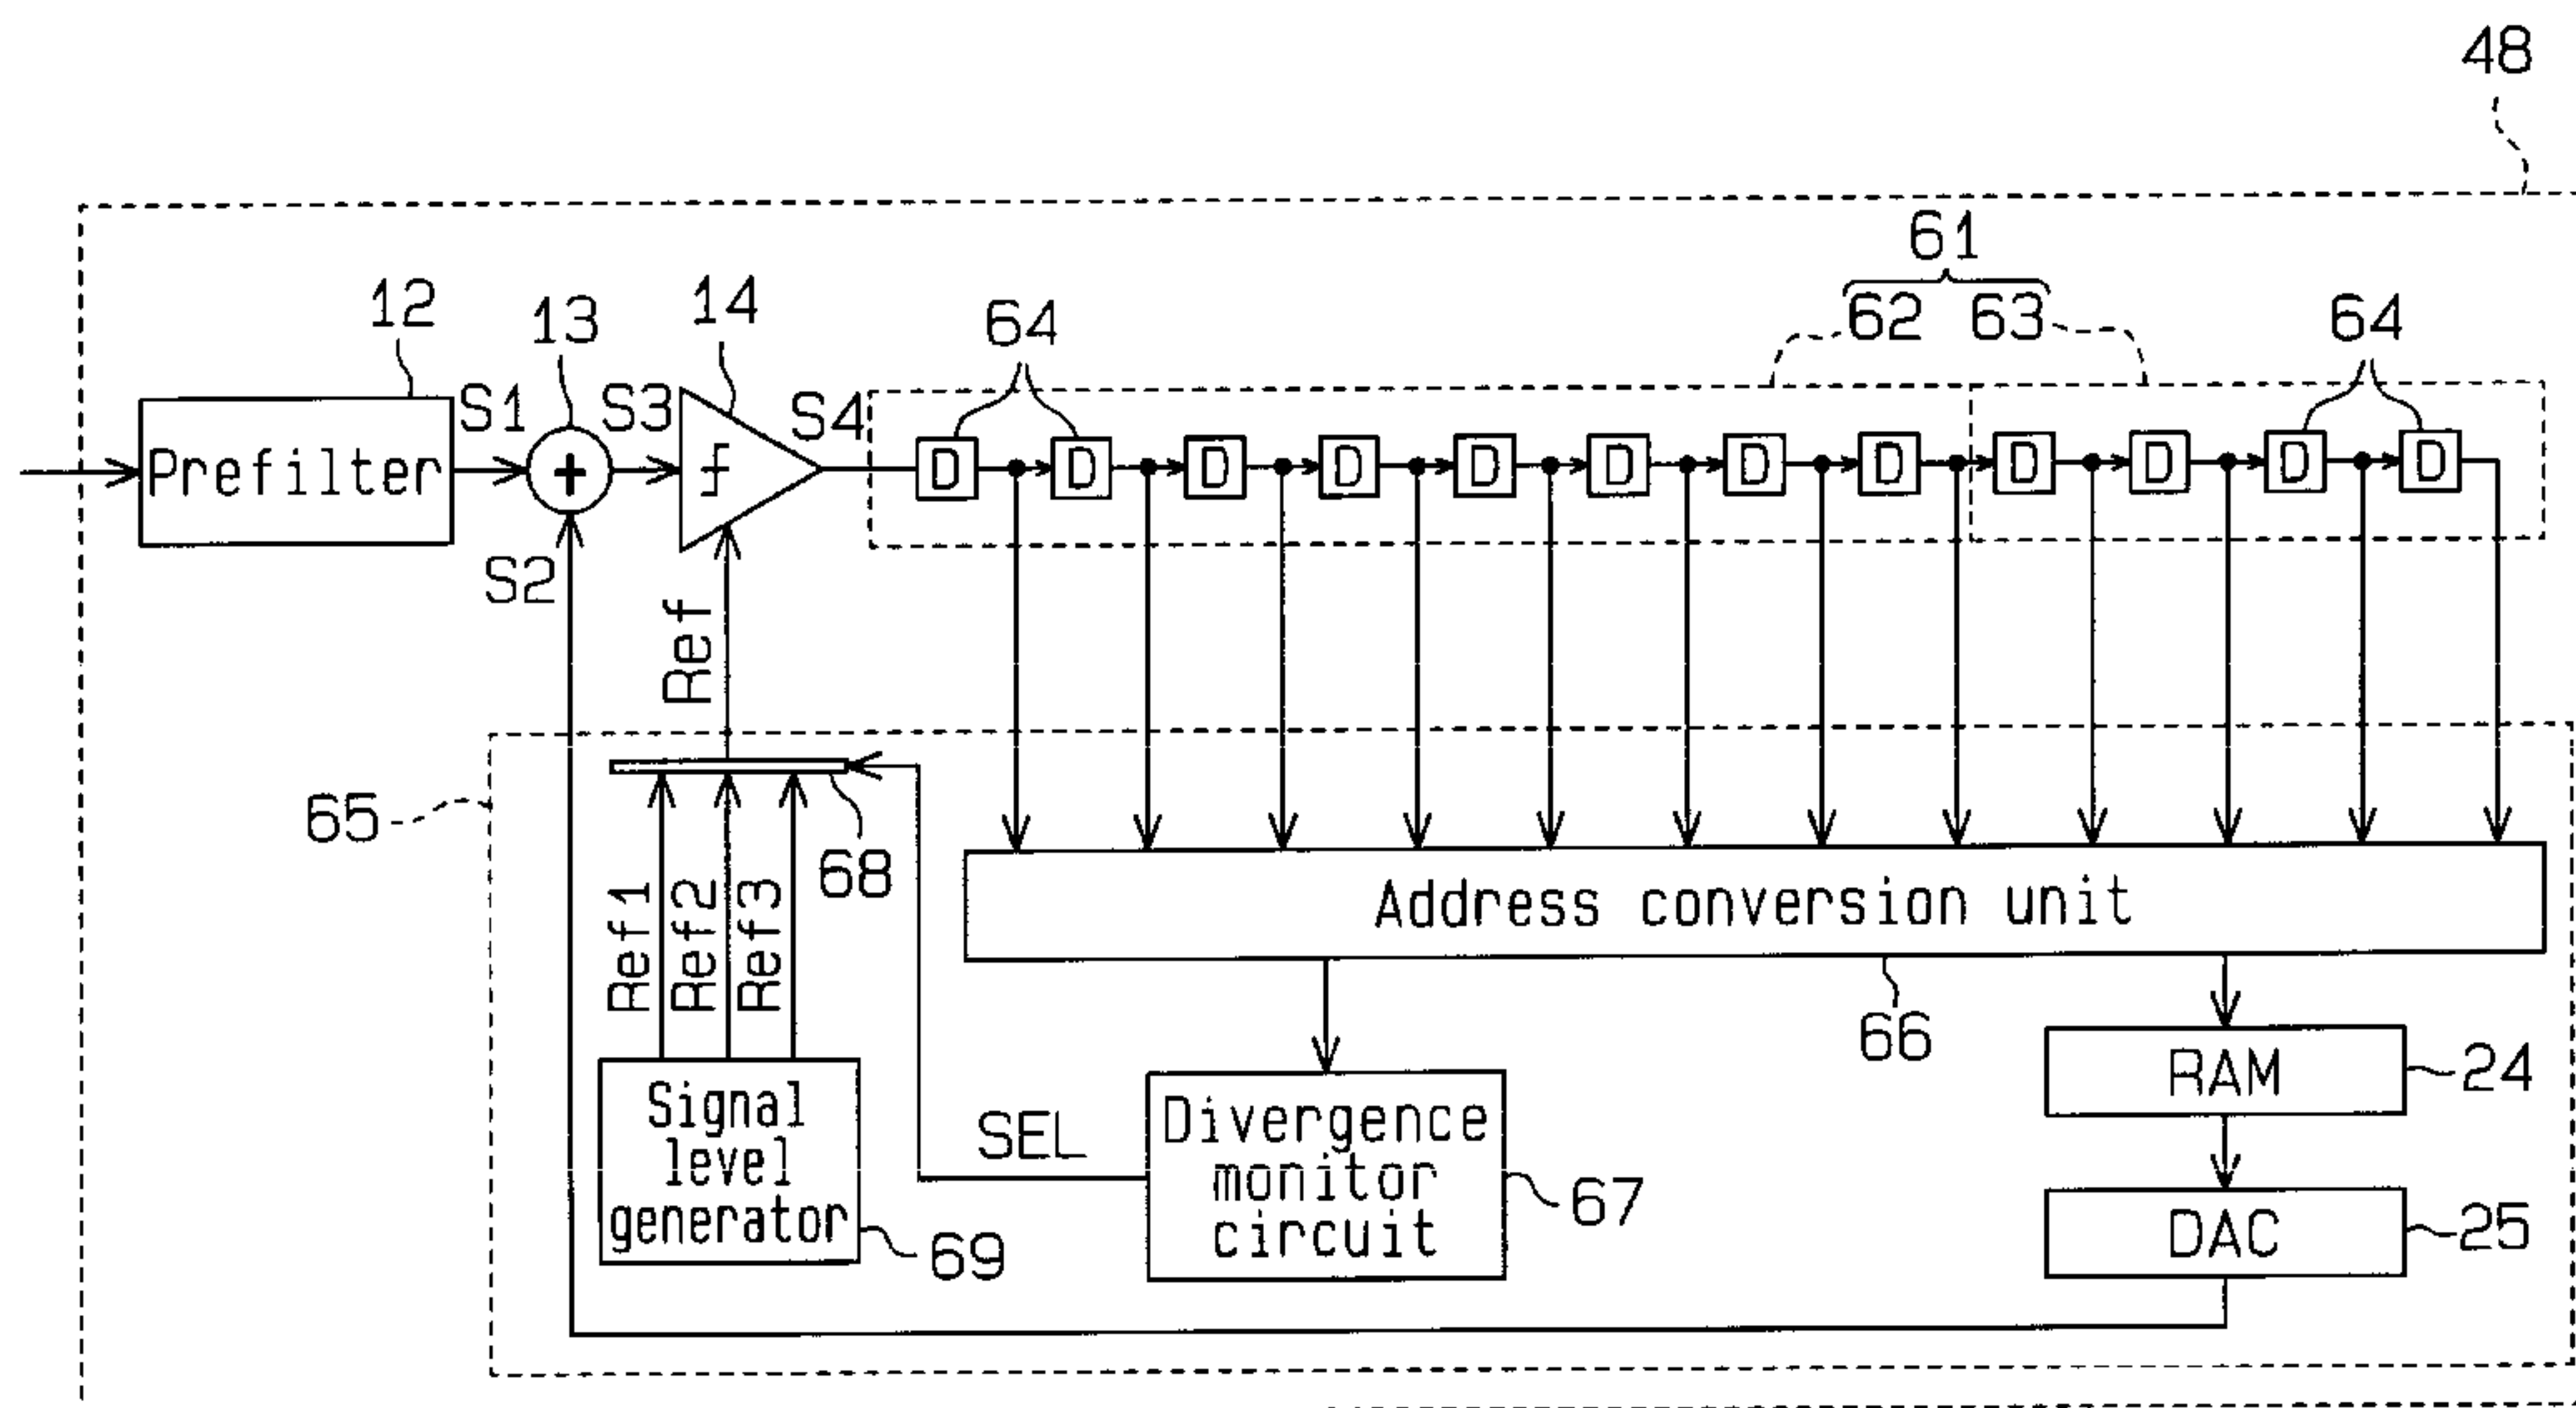 48
61
62 63
12 13 14 64 64
S1 S3 S4
Prefilter + D D D D D D D D D D D D
S2
Ref
65
68
Ref1 Ref2 Ref3
Address conversion unit
66
Signal
level
generator
69
SEL
Divergence
monitor
circuit
67
RAM
24
DAC
25